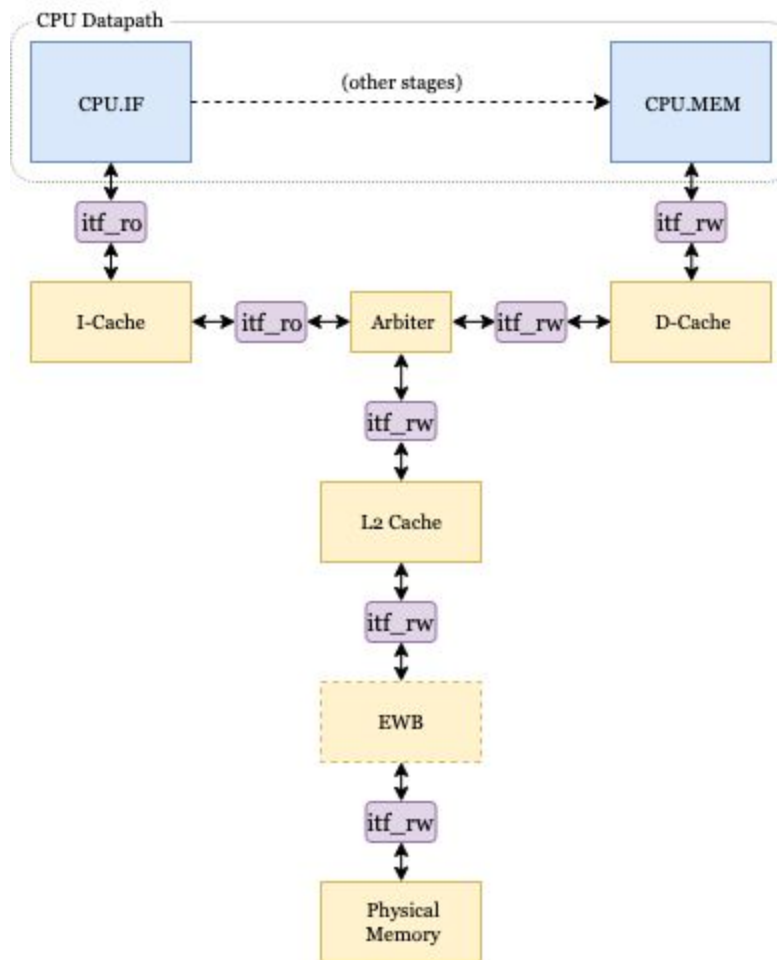 CPU Datapath
(other stages)
CPU.IF
CPU.MEM
itf_ro
itf_rw
I-Cache
itf_ro
Arbiter
itf_rw
D-Cache
itf_rw
L2 Cache
itf_rw
EWB
itf_rw
Physical
Memory